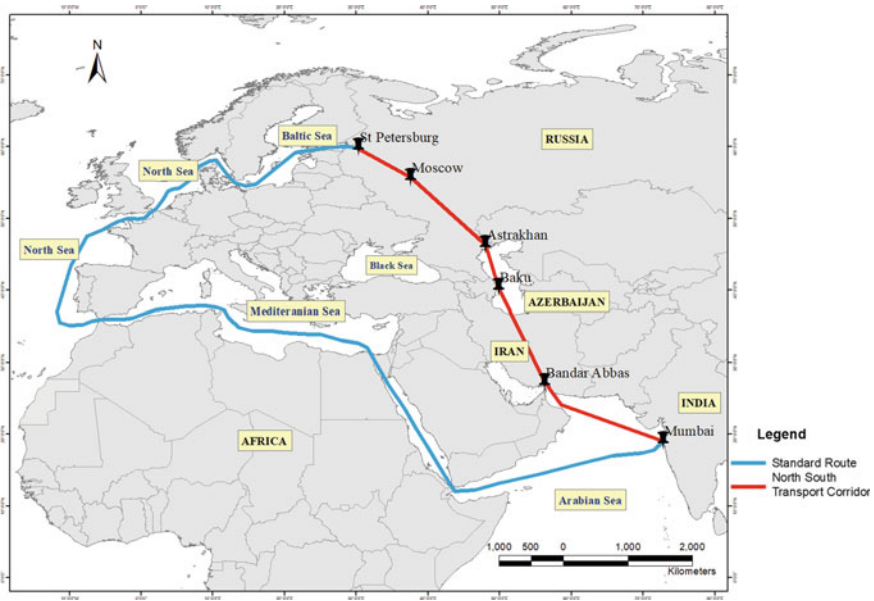 N
Baltic Sea
St Petersburg
RUSSIA
North Sea
Moscow
Astrakhan
North Sea
Black Sea
Baku
AZERBAIJAN
Mediteranian Sea
IRAN
Bandar Abbas
INDIA
AFRICA
Mumbai
Arabian Sea
Legend
Standard Route
North South
Transport Corridor
1,000 500 0 1,000 2,000
Kilometers